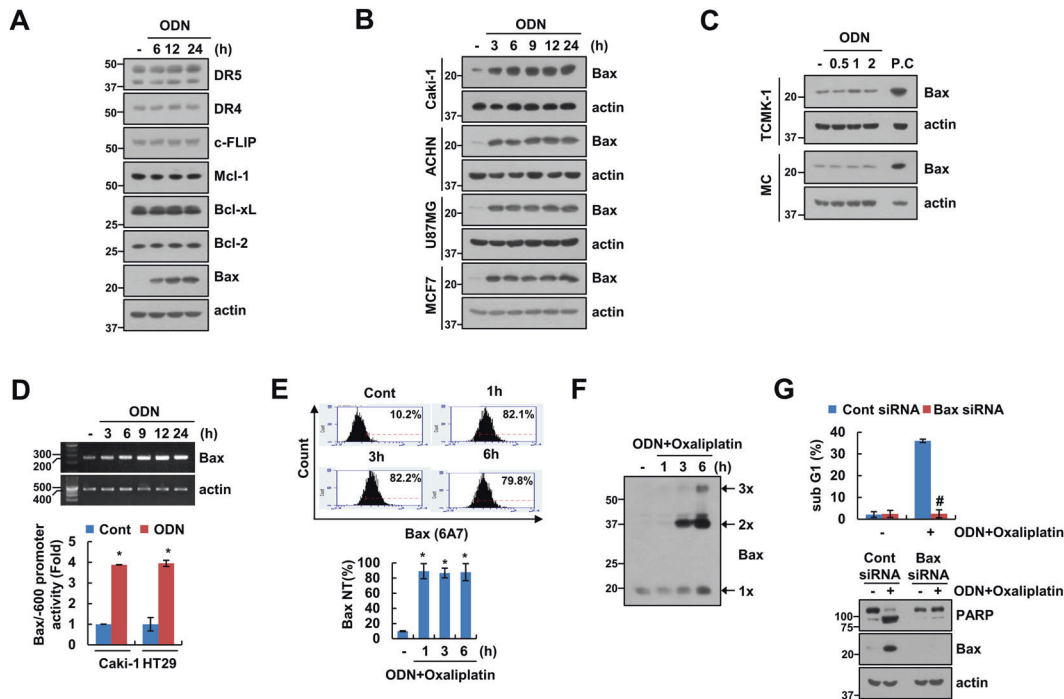 A
ODN
- 6 12 24 (h)
50
37
DR5
50
DR4
50
c-FLIP
50
Mcl-1
25
Bcl-xL
25
Bcl-2
20
Bax
37
actin
B
ODN
- 3 6 9 12 24 (h)
Caki-1
20
Bax
37
actin
ACHN
20
Bax
37
actin
U87MG
20
Bax
37
actin
MCF7
20
Bax
37
actin
C
ODN
- 0.5 1 2 P.C
TCMK-1
20
Bax
37
actin
MC
20
Bax
37
actin
D
ODN
- 3 6 9 12 24 (h)
300
200
Bax
500
400
actin
Cont ODN
Bax/-600 promoter
activity (Fold)
5
4
3
2
1
0
* *
Caki-1 HT29
E
Cont 1h
10.2% 82.1%
3h 6h
82.2% 79.8%
Count
Bax (6A7)
Bax NT(%)
100
80
60
40
20
0
* * *
- 1 3 6 (h)
ODN+Oxaliplatin
F
ODN+Oxaliplatin
- 1 3 6 (h)
50
37
20
3x
2x
Bax
1x
G
Cont siRNA Bax siRNA
sub G1 (%)
40
30
20
10
0
#
- + ODN+Oxaliplatin
Cont Bax
siRNA siRNA
- + - + ODN+Oxaliplatin
100
75
PARP
20
Bax
37
actin